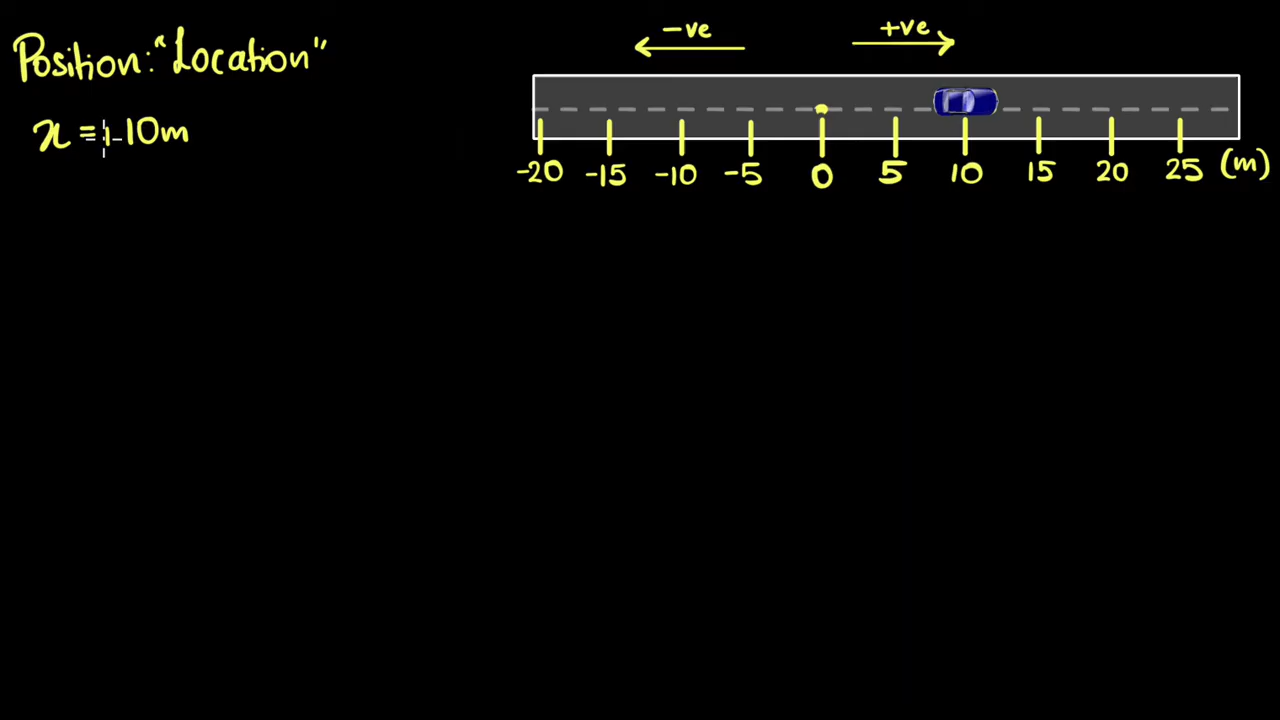 Position: "Location"
-ve
+ve
x = +10m
-20 -15 -10 -5 0 5 10 15 20 25 (m)